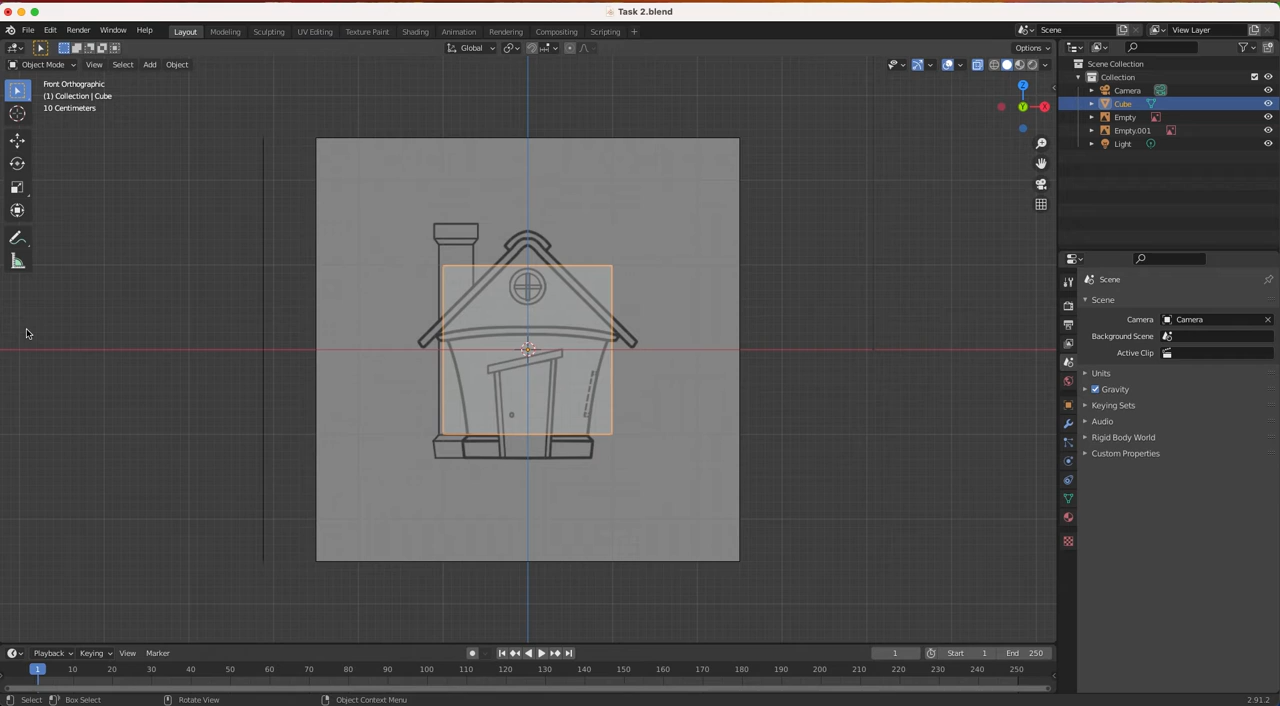 Task 2.blend
File Edit Render Window Help Layout Modeling Sculpting UV Editing Texture Paint Shading Animation Rendering Compositing Scripting + Scene View Layer
Global Options
Object Mode View Select Add Object
Front Orthographic
(1) Collection | Cube
10 Centimeters
Z
Y
X
Scene Collection
Collection
Camera
Cube
Empty
Empty.001
Light
Scene
Scene
Camera Camera
Background Scene
Active Clip
Units
Gravity
Keying Sets
Audio
Rigid Body World
Custom Properties
Playback Keying View Marker 1 Start 1 End 250
1 10 20 30 40 50 60 70 80 90 100 110 120 130 140 150 160 170 180 190 200 210 220 230 240 250
Select Box Select Rotate View Object Context Menu 2.91.2